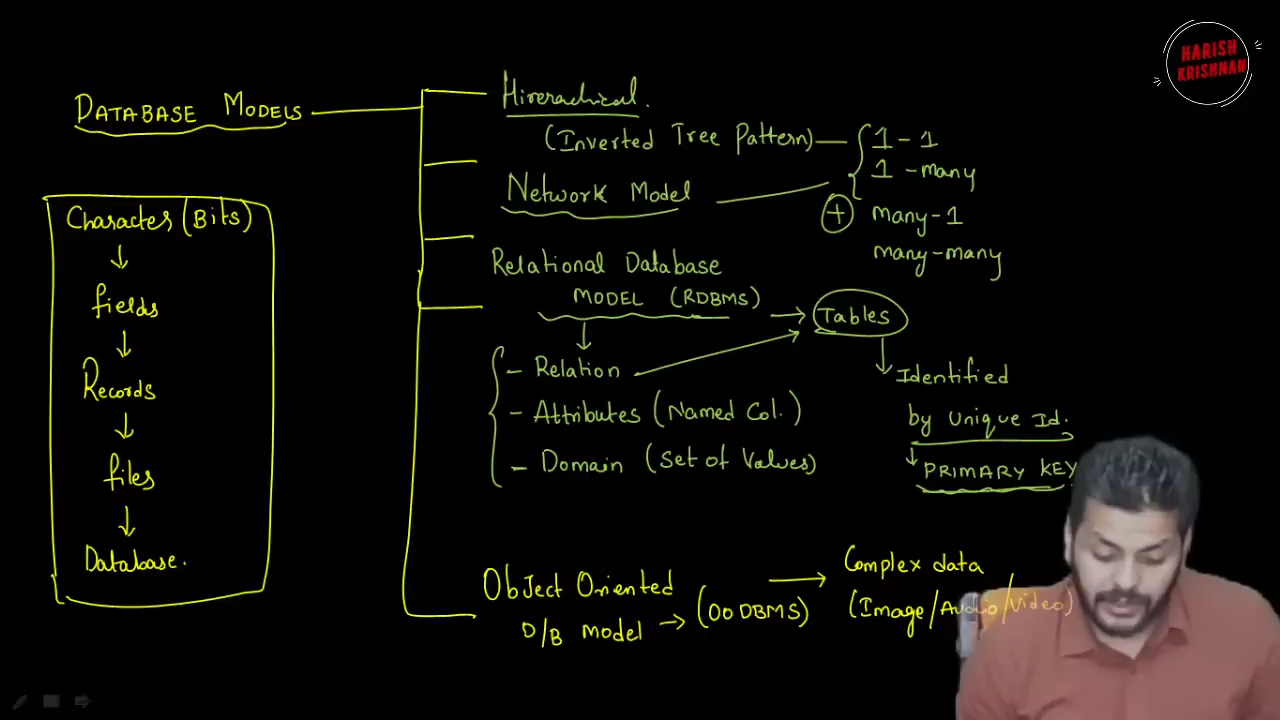 HARISH
KRISHNAN
DATABASE MODELS
Character (Bits)
fields
Records
files
Database.
Hirerachical.
(Inverted Tree Pattern)
1 - 1
1 - many
Network Model
+
many - 1
many - many
Relational Database
MODEL (RDBMS)
Tables
- Relation
- Attributes (Named Col.)
- Domain (Set of Values)
Identified
by Unique Id.
PRIMARY KEY
Object Oriented
D/B model
(OODBMS)
Complex data
(Image/Audio/Video)